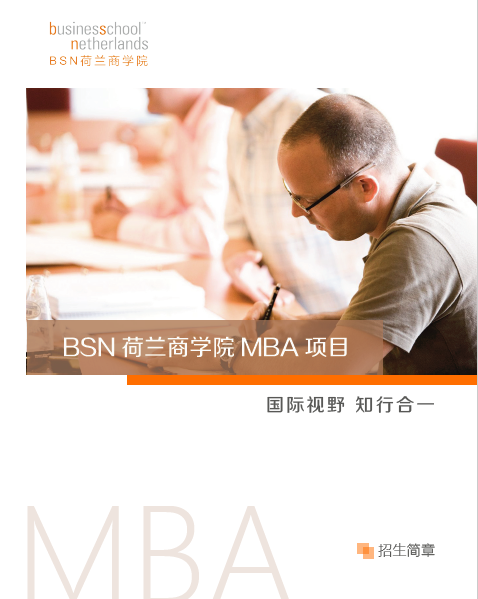 businessschool
netherlands
BSN荷兰商学院
BSN 荷兰商学院 MBA 项目
国际视野 知行合一
MBA
招生简章